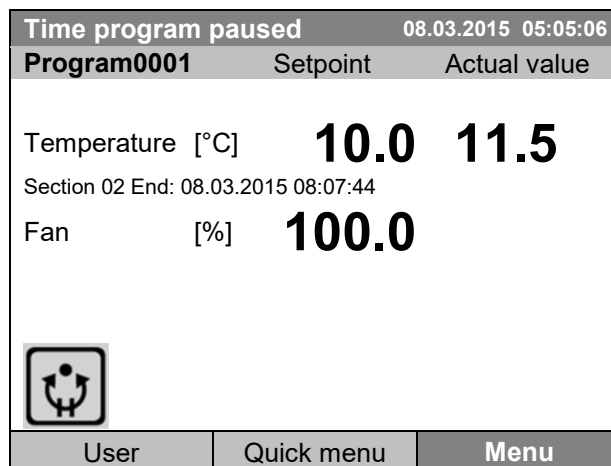 Time program paused 08.03.2015 05:05:06
Program0001 Setpoint Actual value
Temperature [°C] 10.0 11.5
Section 02 End: 08.03.2015 08:07:44
Fan [%] 100.0
User Quick menu Menu